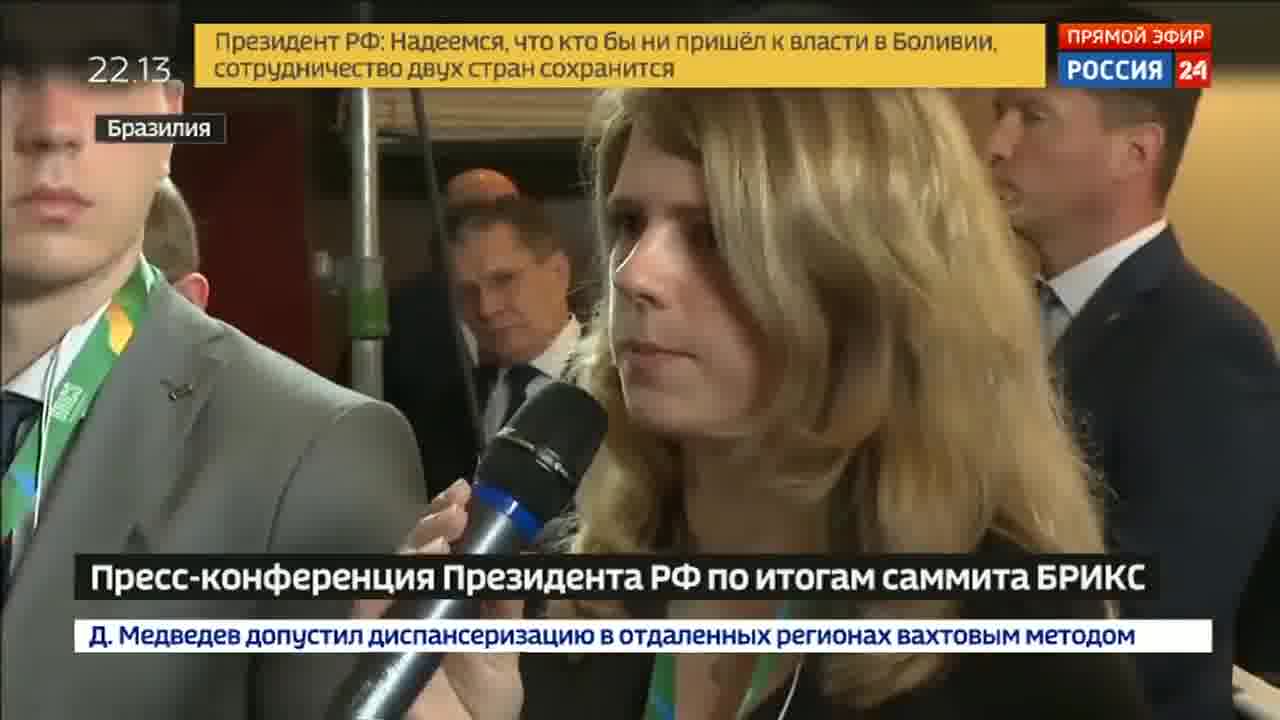 22.13
Президент РФ: Надеемся, что кто бы ни пришёл к власти в Боливии,
сотрудничество двух стран сохранится
ПРЯМОЙ ЭФИР
РОССИЯ 24
Бразилия
Пресс-конференция Президента РФ по итогам саммита БРИКС
Д. Медведев допустил диспансеризацию в отдаленных регионах вахтовым методом